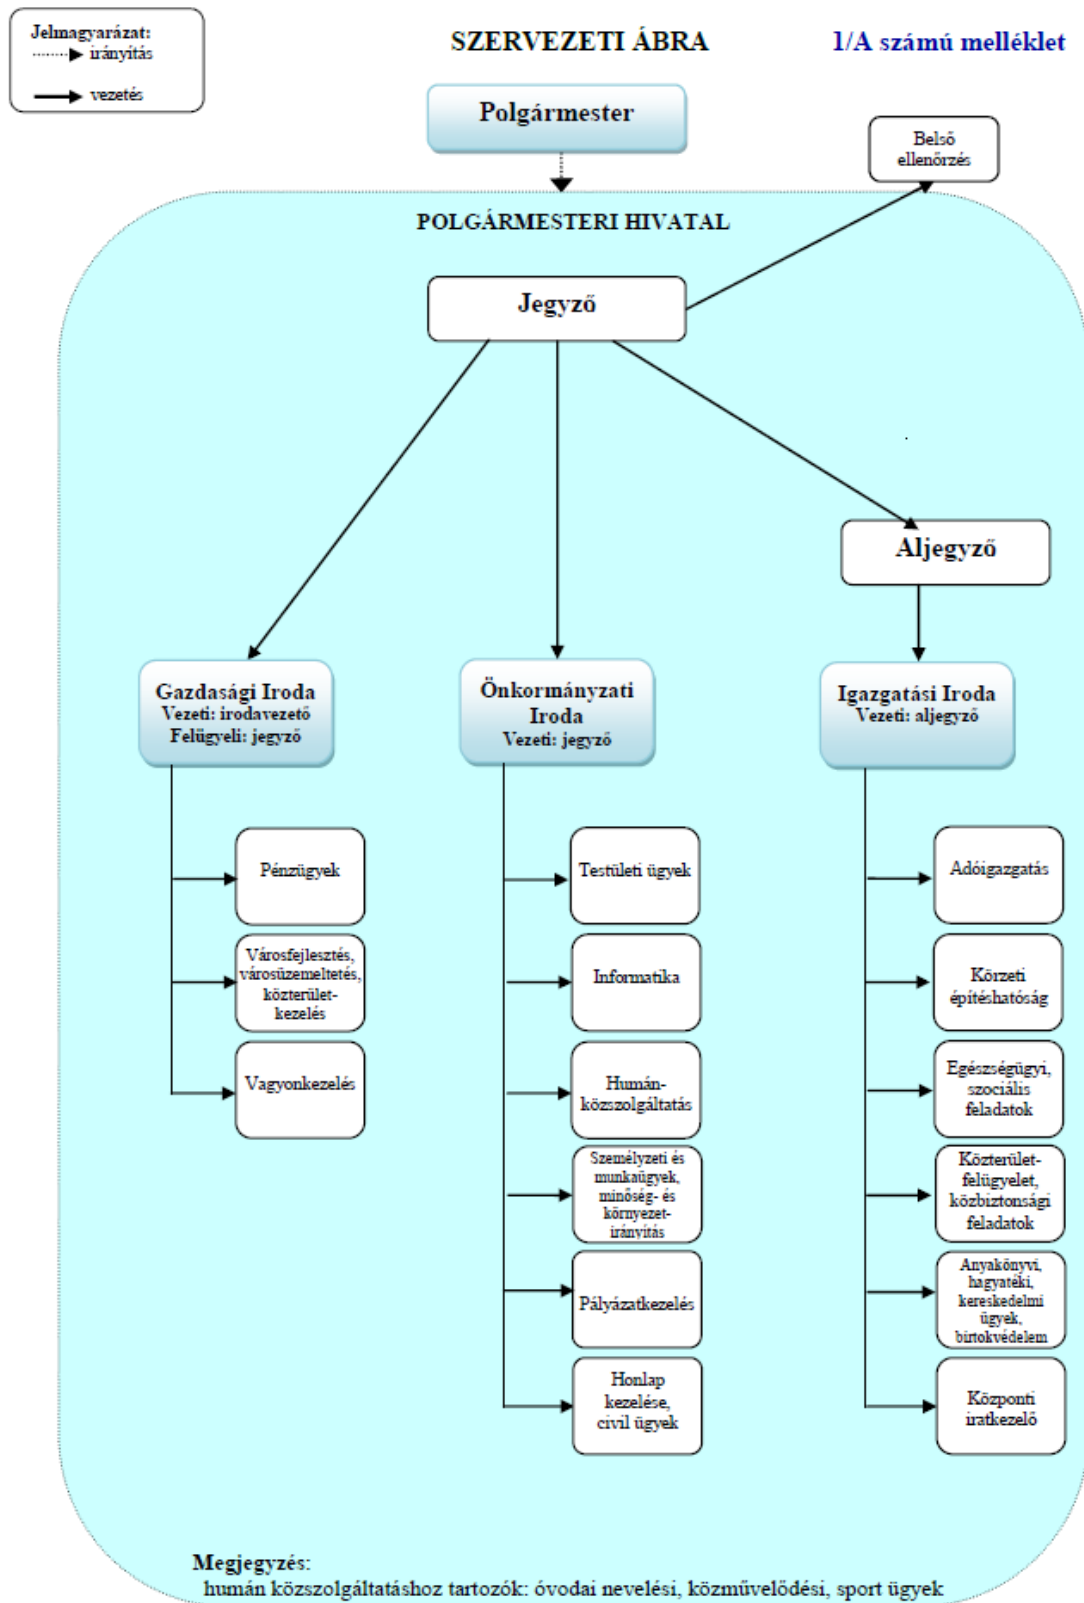 Jelmagyarázat:
irányítás
vezetés
SZERVEZETI ÁBRA
1/A számú melléklet
Polgármester
Belső
ellenőrzés
POLGÁRMESTERI HIVATAL
Jegyző
Aljegyző
Gazdasági Iroda
Vezeti: irodavezető
Felügyeli: jegyző
Önkormányzati
Iroda
Vezeti: jegyző
Igazgatási Iroda
Vezeti: aljegyző
Pénzügyek
Városfejlesztés,
városüzemeltetés,
közterület-
kezelés
Vagyonkezelés
Testületi ügyek
Informatika
Humán-
közszolgáltatás
Személyzeti és
munkaügyek,
minőség- és
környezet-
irányítás
Pályázatkezelés
Honlap
kezelése,
civil ügyek
Adóigazgatás
Körzeti
építéshatóság
Egészségügyi,
szociális
feladatok
Közterület-
felügyelet,
közbiztonsági
feladatok
Anyakönyvi,
hagyatéki,
kereskedelmi
ügyek,
birtokvédelem
Központi
iratkezelő
Megjegyzés:
humán közszolgáltatáshoz tartozók: óvodai nevelési, közművelődési, sport ügyek